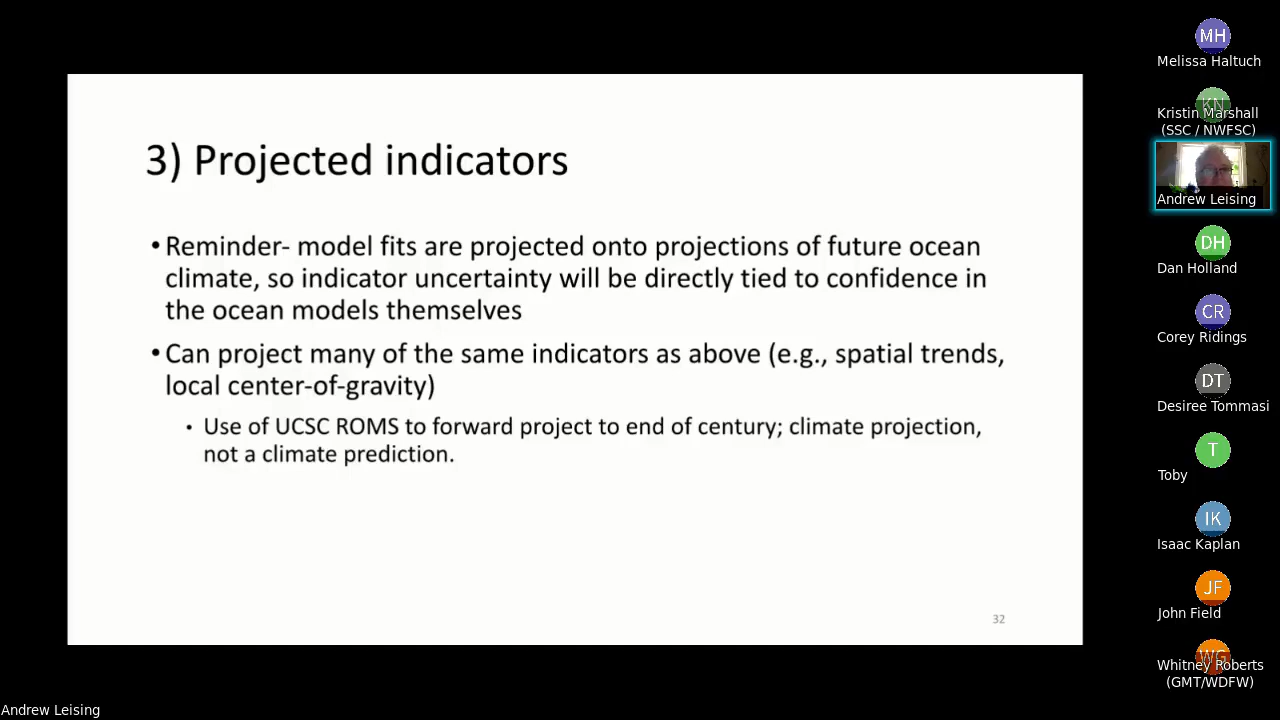 3) Projected indicators
• Reminder- model fits are projected onto projections of future ocean
climate, so indicator uncertainty will be directly tied to confidence in
the ocean models themselves
• Can project many of the same indicators as above (e.g., spatial trends,
local center-of-gravity)
• Use of UCSC ROMS to forward project to end of century; climate projection,
not a climate prediction.
32
MH
Melissa Haltuch
KN
Kristin Marshall
(SSC / NWFSC)
Andrew Leising
DH
Dan Holland
CR
Corey Ridings
DT
Desiree Tommasi
T
Toby
IK
Isaac Kaplan
JF
John Field
WG
Whitney Roberts
(GMT/WDFW)
Andrew Leising